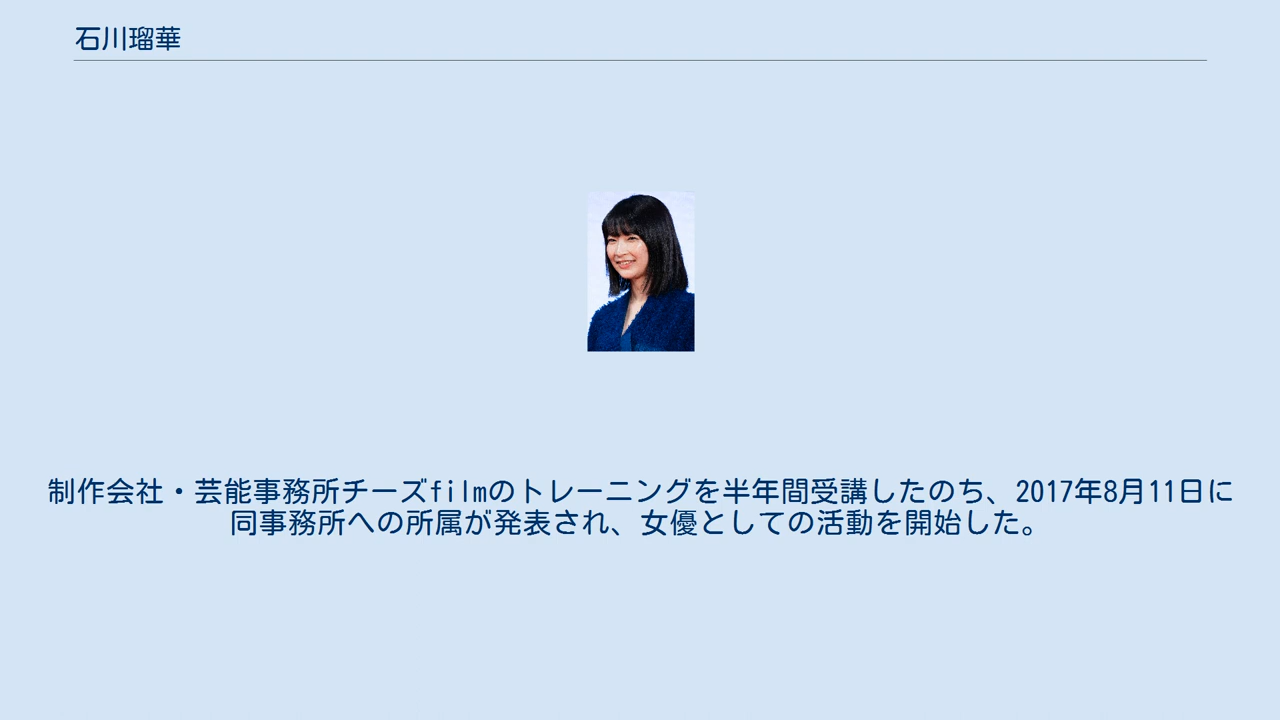 石川瑠華
制作会社・芸能事務所チーズfilmのトレーニングを半年間受講したのち、2017年8月11日に
同事務所への所属が発表され、女優としての活動を開始した。